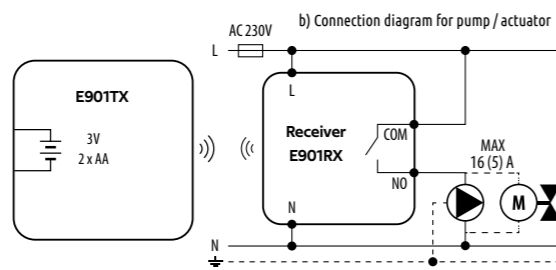 b) Connection diagram for pump / actuator
AC 230V
L
E901TX
3V
2 x AA
L
Receiver
E901RX
COM
NO
N
MAX
16 (5) A
M
N